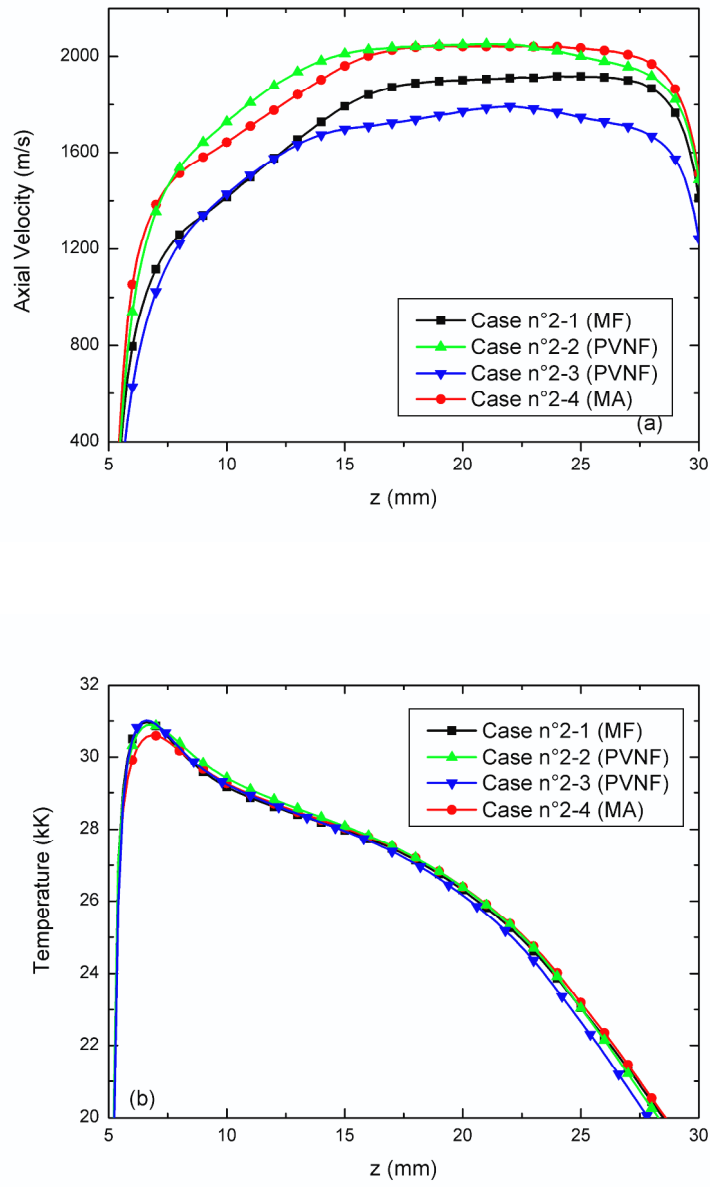 2000
1600
1200
800
400
Axial Velocity (m/s)
Case n°2-1 (MF)
Case n°2-2 (PVNF)
Case n°2-3 (PVNF)
Case n°2-4 (MA)
(a)
5 10 15 20 25 30
z (mm)
32
30
28
26
24
22
20
Temperature (kK)
Case n°2-1 (MF)
Case n°2-2 (PVNF)
Case n°2-3 (PVNF)
Case n°2-4 (MA)
(b)
5 10 15 20 25 30
z (mm)